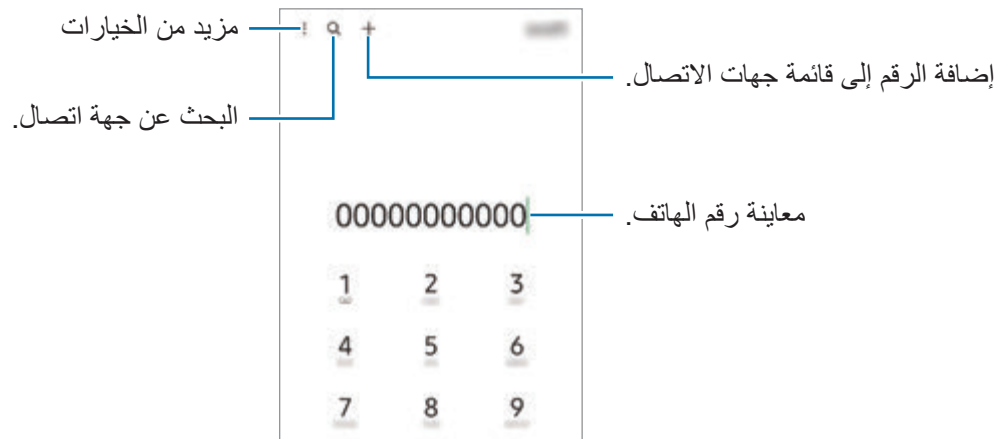 مزيد من الخيارات
إضافة الرقم إلى قائمة جهات الاتصال.
البحث عن جهة اتصال.
معاينة رقم الهاتف.
00000000000
1 2 3
4 5 6
7 8 9